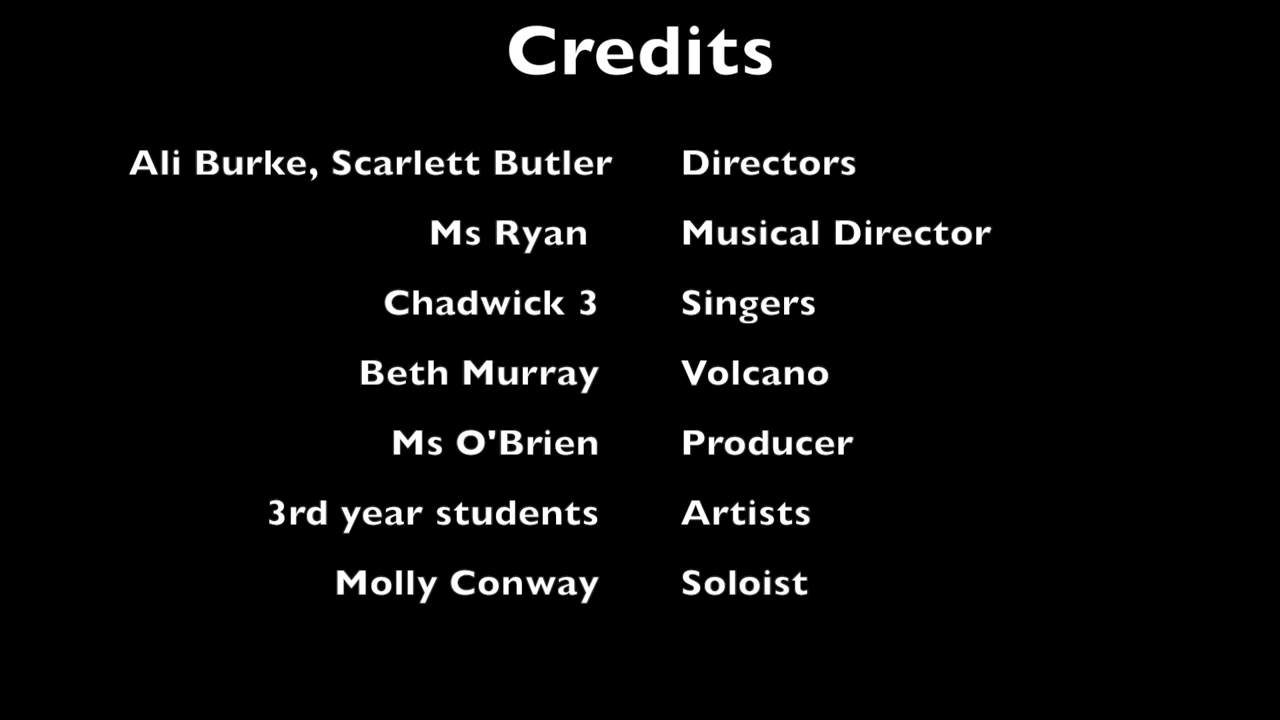 Credits
Ali Burke, Scarlett Butler Directors
Ms Ryan Musical Director
Chadwick 3 Singers
Beth Murray Volcano
Ms O'Brien Producer
3rd year students Artists
Molly Conway Soloist